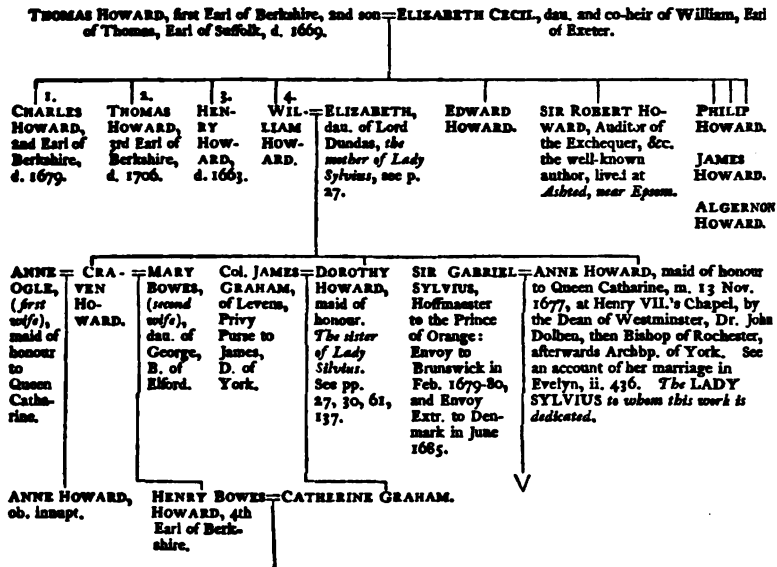 THOMAS HOWARD, first Earl of Berkshire, 2nd son = ELIZABETH CECIL, dau. and co-heir of William, Earl
of Thomas, Earl of Suffolk, d. 1669.
of Exeter.
1.
CHARLES
HOWARD,
2nd Earl of
Berkshire,
d. 1679.
2.
THOMAS
HOWARD,
3rd Earl of
Berkshire,
d. 1706.
3.
HEN-
RY
HOW-
ARD,
d. 1663.
4.
WIL- =
LIAM
HOW-
ARD.
ELIZABETH,
dau. of Lord
Dundas, the
mother of Lady
Sylvius, see p.
27.
EDWARD
HOWARD.
SIR ROBERT HO-
WARD, Auditor of
the Exchequer, &c.
the well-known
author, lived at
Ashted, near Epsom.
PHILIP
HOWARD.
JAMES
HOWARD.
ALGERNON
HOWARD.
ANNE =
OGLE,
(first
wife),
maid of
honour
to
Queen
Catha-
rine.
CRA- =
VEN
HO-
WARD.
MARY
BOWES,
(second
wife),
dau. of
George,
B. of
Elford.
Col. JAMES =
GRAHAM,
of Levens,
Privy
Purse to
James,
D. of
York.
DOROTHY
HOWARD,
maid of
honour.
The sister
of Lady
Silvius.
See pp.
27, 30, 61,
137.
SIR GABRIEL =
SYLVIUS,
Hoffmaester
to the Prince
of Orange:
Envoy to
Brunswick in
Feb. 1679-80,
and Envoy
Extr. to Den-
mark in June
1685.
ANNE HOWARD, maid of honour
to Queen Catharine, m. 13 Nov.
1677, at Henry VII.'s Chapel, by
the Dean of Westminster, Dr. John
Dolben, then Bishop of Rochester,
afterwards Archbp. of York. See
an account of her marriage in
Evelyn, ii. 436. The LADY
SYLVIUS to whom this work is
dedicated.
ANNE HOWARD,
ob. innupt.
HENRY BOWES = CATHERINE GRAHAM.
HOWARD, 4th
Earl of Berk-
shire.